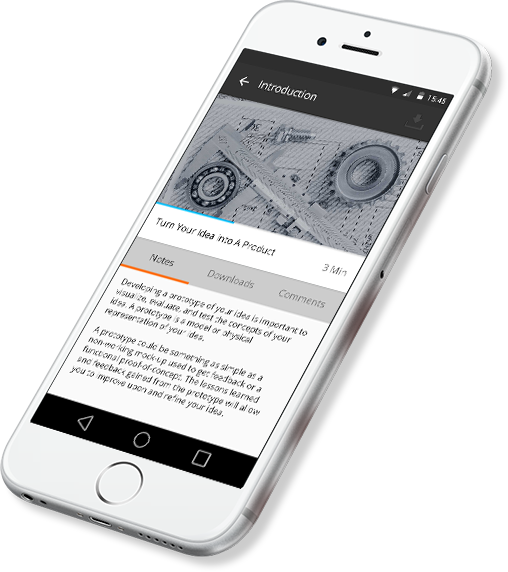 15:45
Introduction
Turn Your Idea Into A Product
3 Min
Notes
Downloads
Comments
Developing a prototype of your idea is important to
visualize, evaluate, and test the concepts of your
idea. A prototype is a model or physical
representation of your idea.
A prototype could be something as simple as a
non-working mock-up used to get feedback or a
functional proof-of-concept. The lessons learned
and feedback gained from the prototype will allow
you to improve upon and refine your idea.